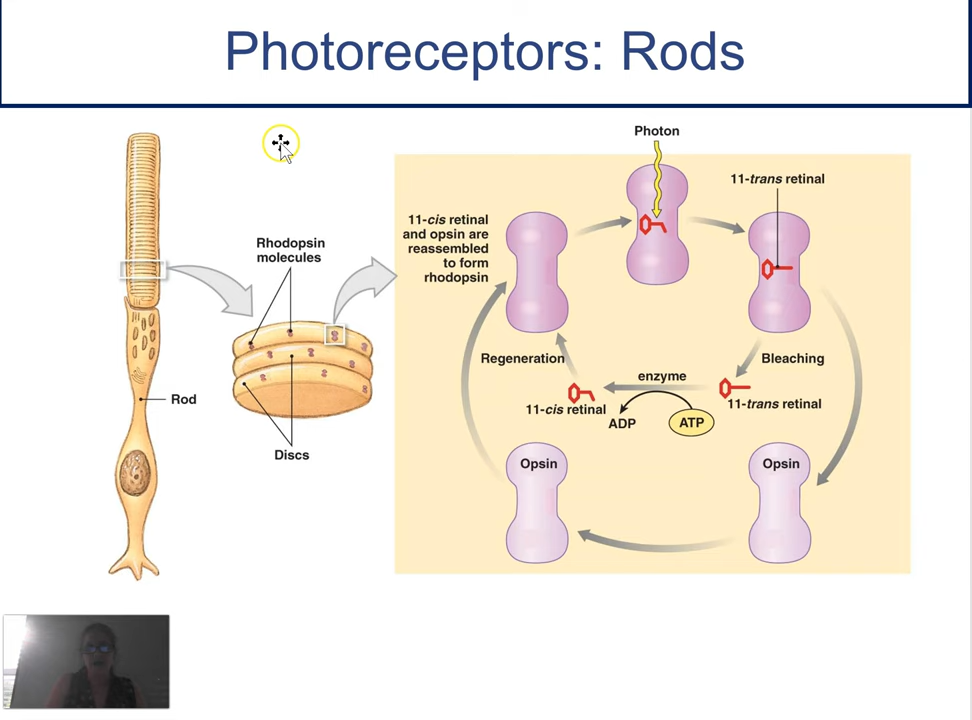 Photoreceptors: Rods
Photon
11-trans retinal
11-cis retinal
and opsin are
reassembled
to form
rhodopsin
Rhodopsin
molecules
Regeneration
Bleaching
enzyme
11-cis retinal
11-trans retinal
ADP
ATP
Rod
Discs
Opsin
Opsin